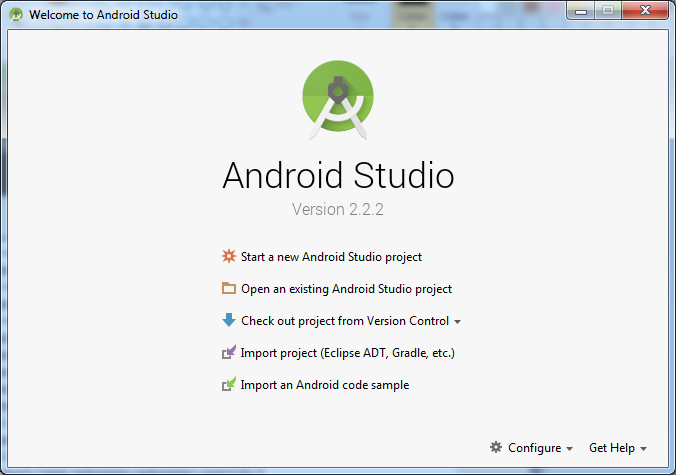 Welcome to Android Studio
Android Studio
Version 2.2.2
Start a new Android Studio project
Open an existing Android Studio project
Check out project from Version Control
Import project (Eclipse ADT, Gradle, etc.)
Import an Android code sample
Configure Get Help